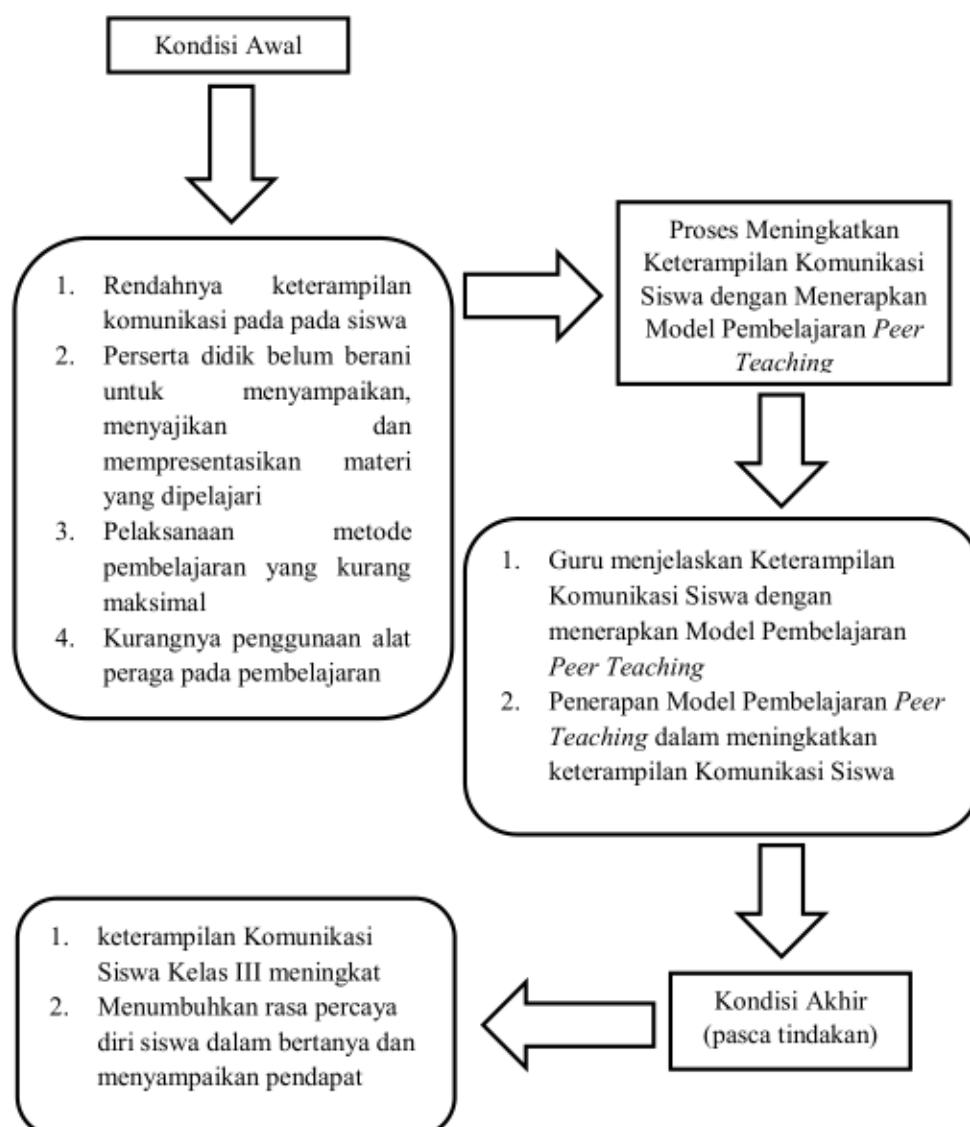 Kondisi Awal
1. Rendahnya keterampilan
komunikasi pada pada siswa
2. Perserta didik belum berani
untuk menyampaikan,
menyajikan dan
mempresentasikan materi
yang dipelajari
3. Pelaksanaan metode
pembelajaran yang kurang
maksimal
4. Kurangnya penggunaan alat
peraga pada pembelajaran
Proses Meningkatkan
Keterampilan Komunikasi
Siswa dengan Menerapkan
Model Pembelajaran Peer
Teaching
1. Guru menjelaskan Keterampilan
Komunikasi Siswa dengan
menerapkan Model Pembelajaran
Peer Teaching
2. Penerapan Model Pembelajaran Peer
Teaching dalam meningkatkan
keterampilan Komunikasi Siswa
Kondisi Akhir
(pasca tindakan)
1. keterampilan Komunikasi
Siswa Kelas III meningkat
2. Menumbuhkan rasa percaya
diri siswa dalam bertanya dan
menyampaikan pendapat